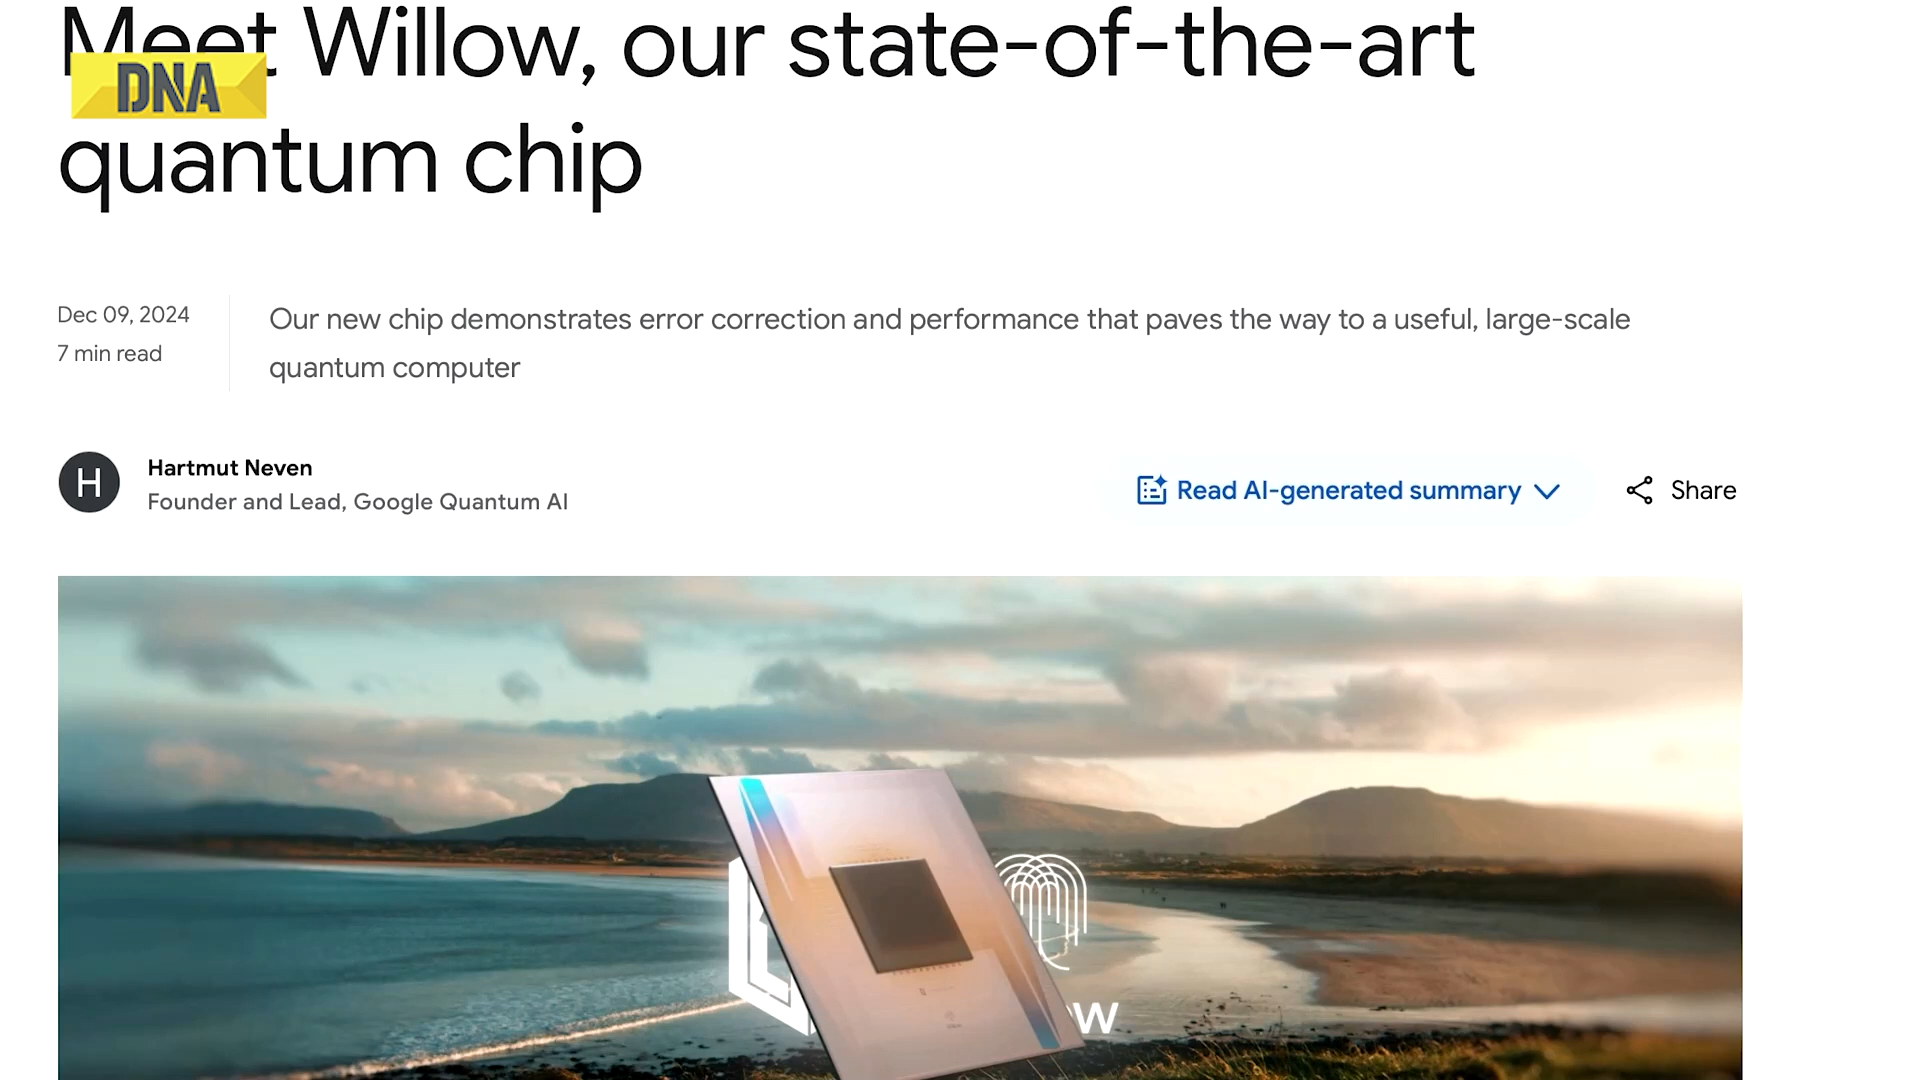 Meet Willow, our state-of-the-art
DNA
quantum chip
Dec 09, 2024
7 min read
Our new chip demonstrates error correction and performance that paves the way to a useful, large-scale
quantum computer
H
Hartmut Neven
Founder and Lead, Google Quantum AI
Read AI-generated summary
Share